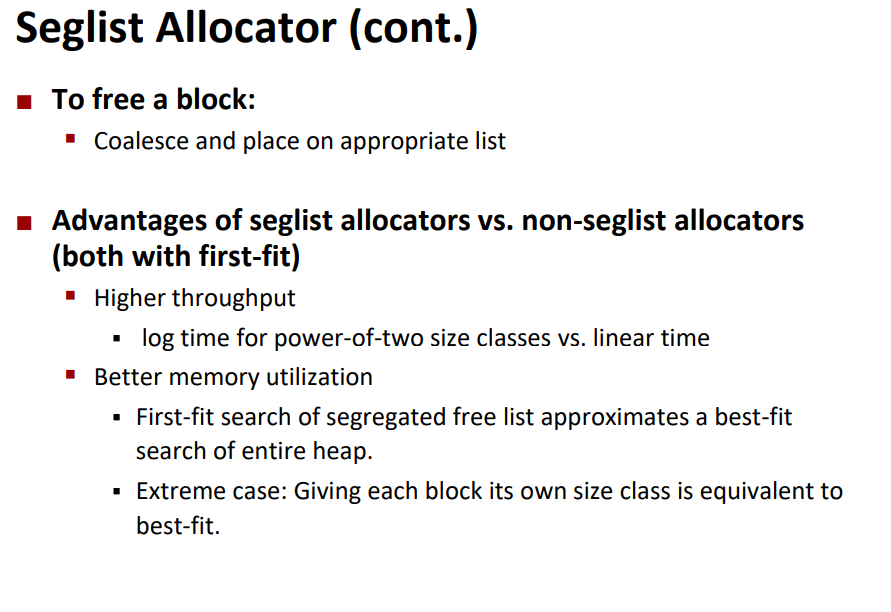 Seglist Allocator (cont.)
To free a block:
Coalesce and place on appropriate list
Advantages of seglist allocators vs. non-seglist allocators
(both with first-fit)
Higher throughput
log time for power-of-two size classes vs. linear time
Better memory utilization
First-fit search of segregated free list approximates a best-fit
search of entire heap.
Extreme case: Giving each block its own size class is equivalent to
best-fit.